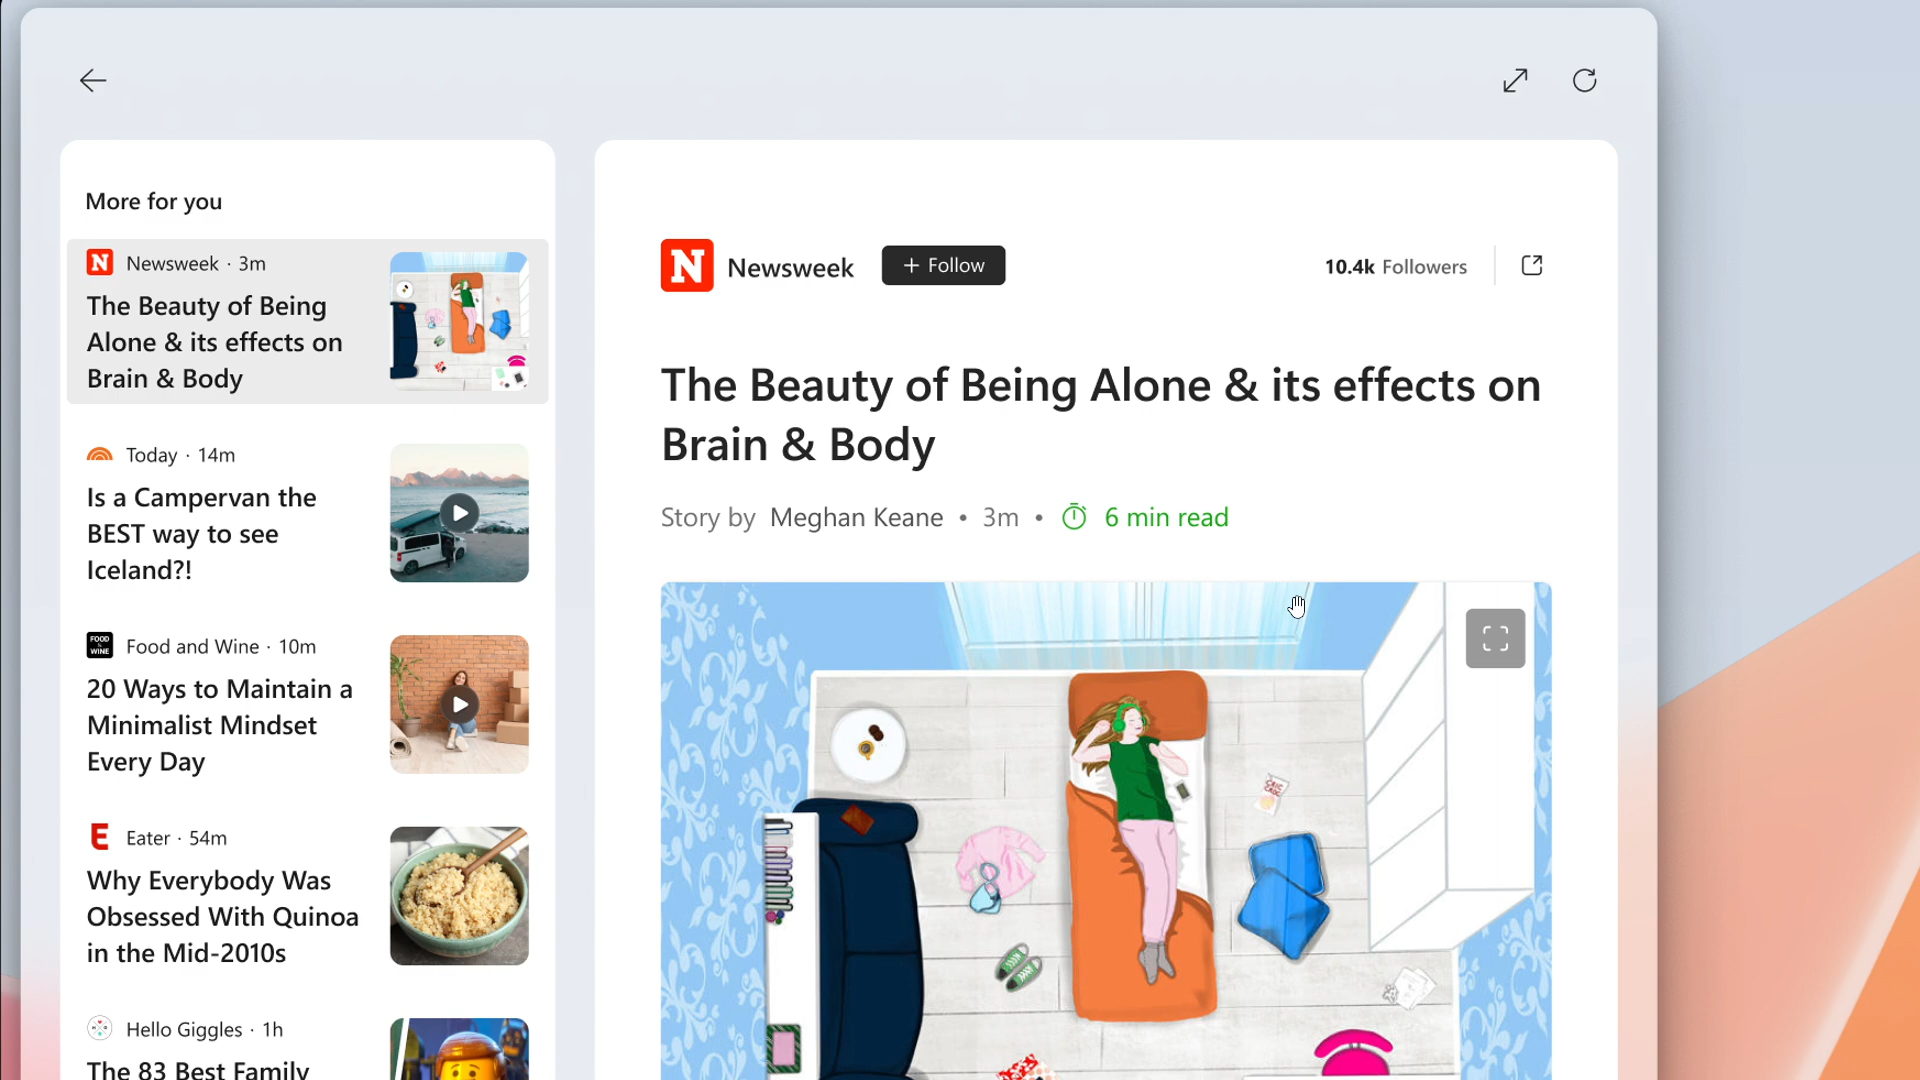 More for you
N Newsweek · 3m
The Beauty of Being
Alone & its effects on
Brain & Body
Today · 14m
Is a Campervan the
BEST way to see
Iceland?!
FOOD
&
WINE
Food and Wine · 10m
20 Ways to Maintain a
Minimalist Mindset
Every Day
E Eater · 54m
Why Everybody Was
Obsessed With Quinoa
in the Mid-2010s
Hello Giggles · 1h
The 83 Best Family
N Newsweek
+ Follow
10.4k Followers
The Beauty of Being Alone & its effects on
Brain & Body
Story by Meghan Keane • 3m • 6 min read